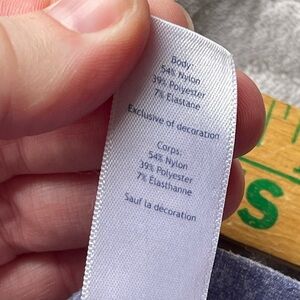 Body:
54% Nylon
39% Polyester
7% Elastane
Exclusive of decoration
Corps:
54% Nylon
39% Polyester
7% Élasthanne
Sauf la décoration
S